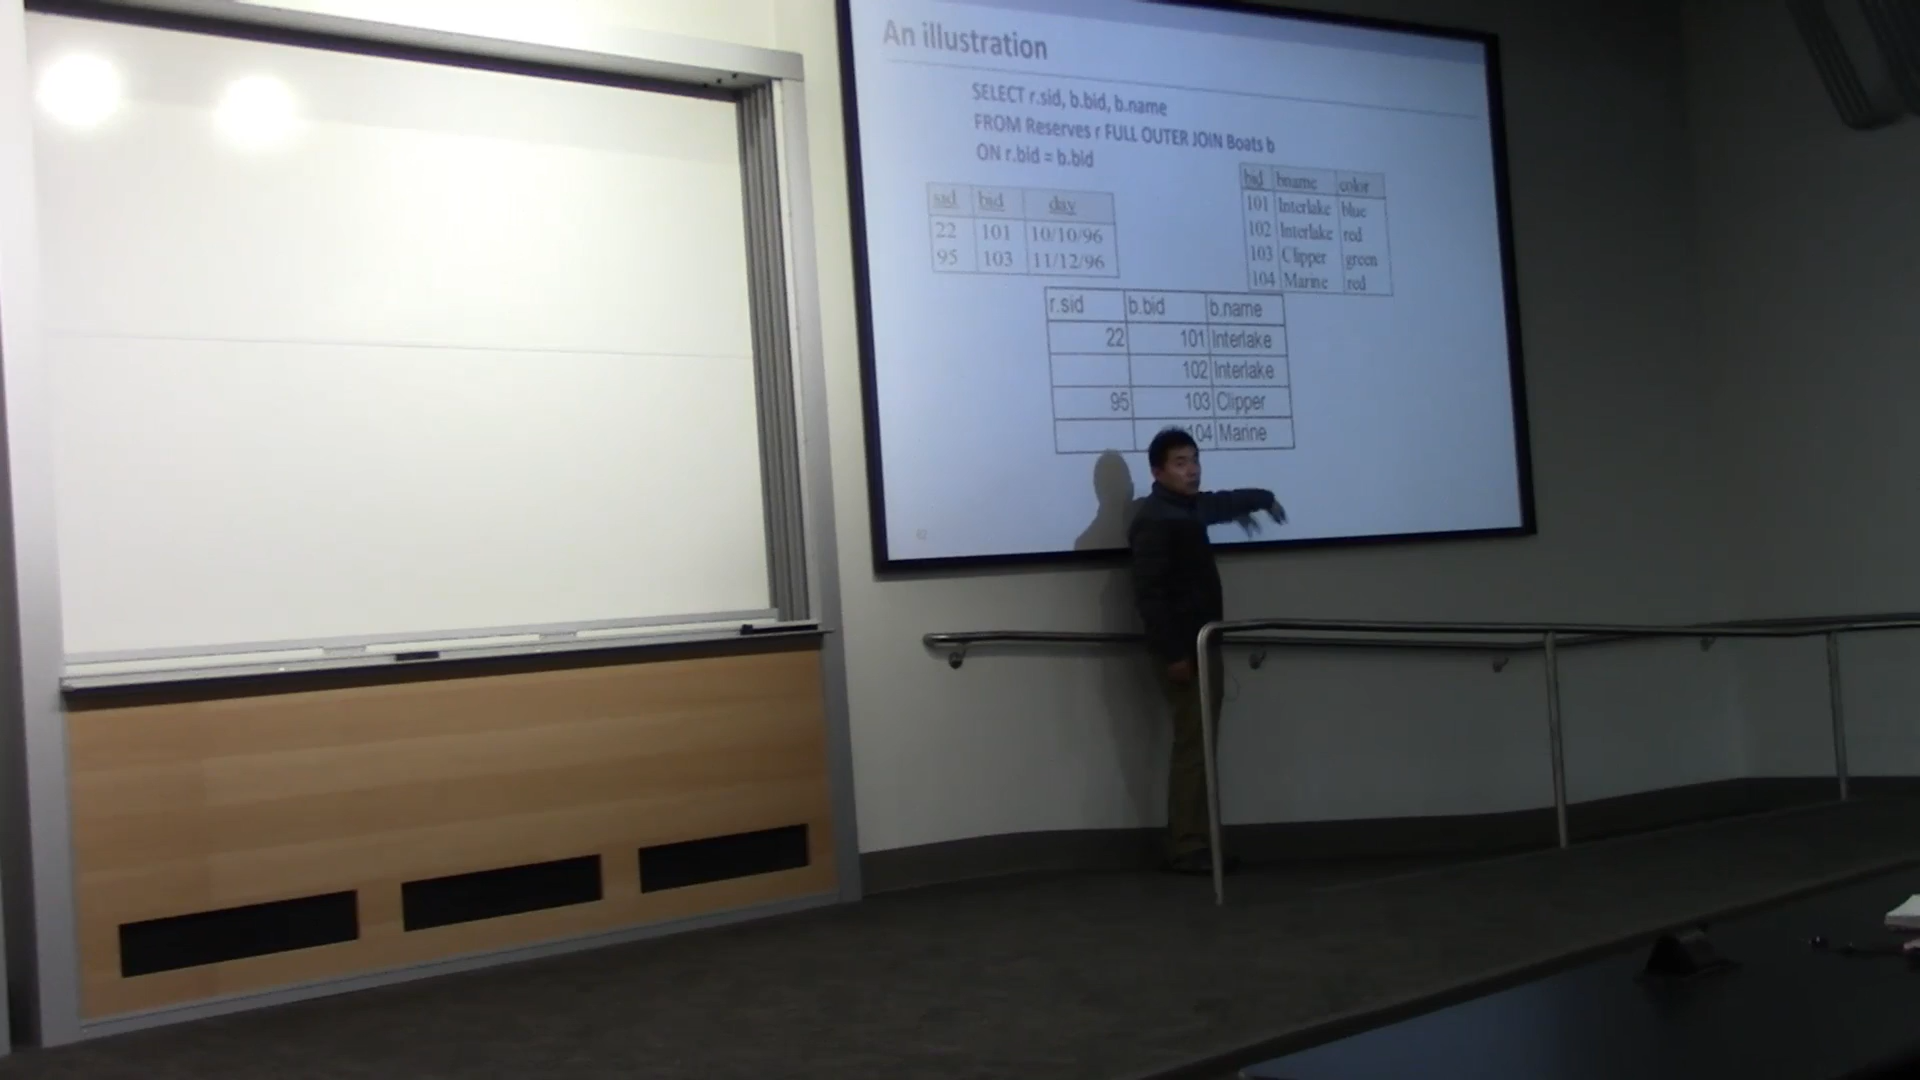 An illustration
SELECT r.sid, b.bid, b.name
FROM Reserves r FULL OUTER JOIN Boats b
ON r.bid = b.bid
sid bid day
22 101 10/10/96
95 103 11/12/96
bid bname color
101 Interlake blue
102 Interlake red
103 Clipper green
104 Marine red
r.sid b.bid b.name
22 101 Interlake
102 Interlake
95 103 Clipper
104 Marine